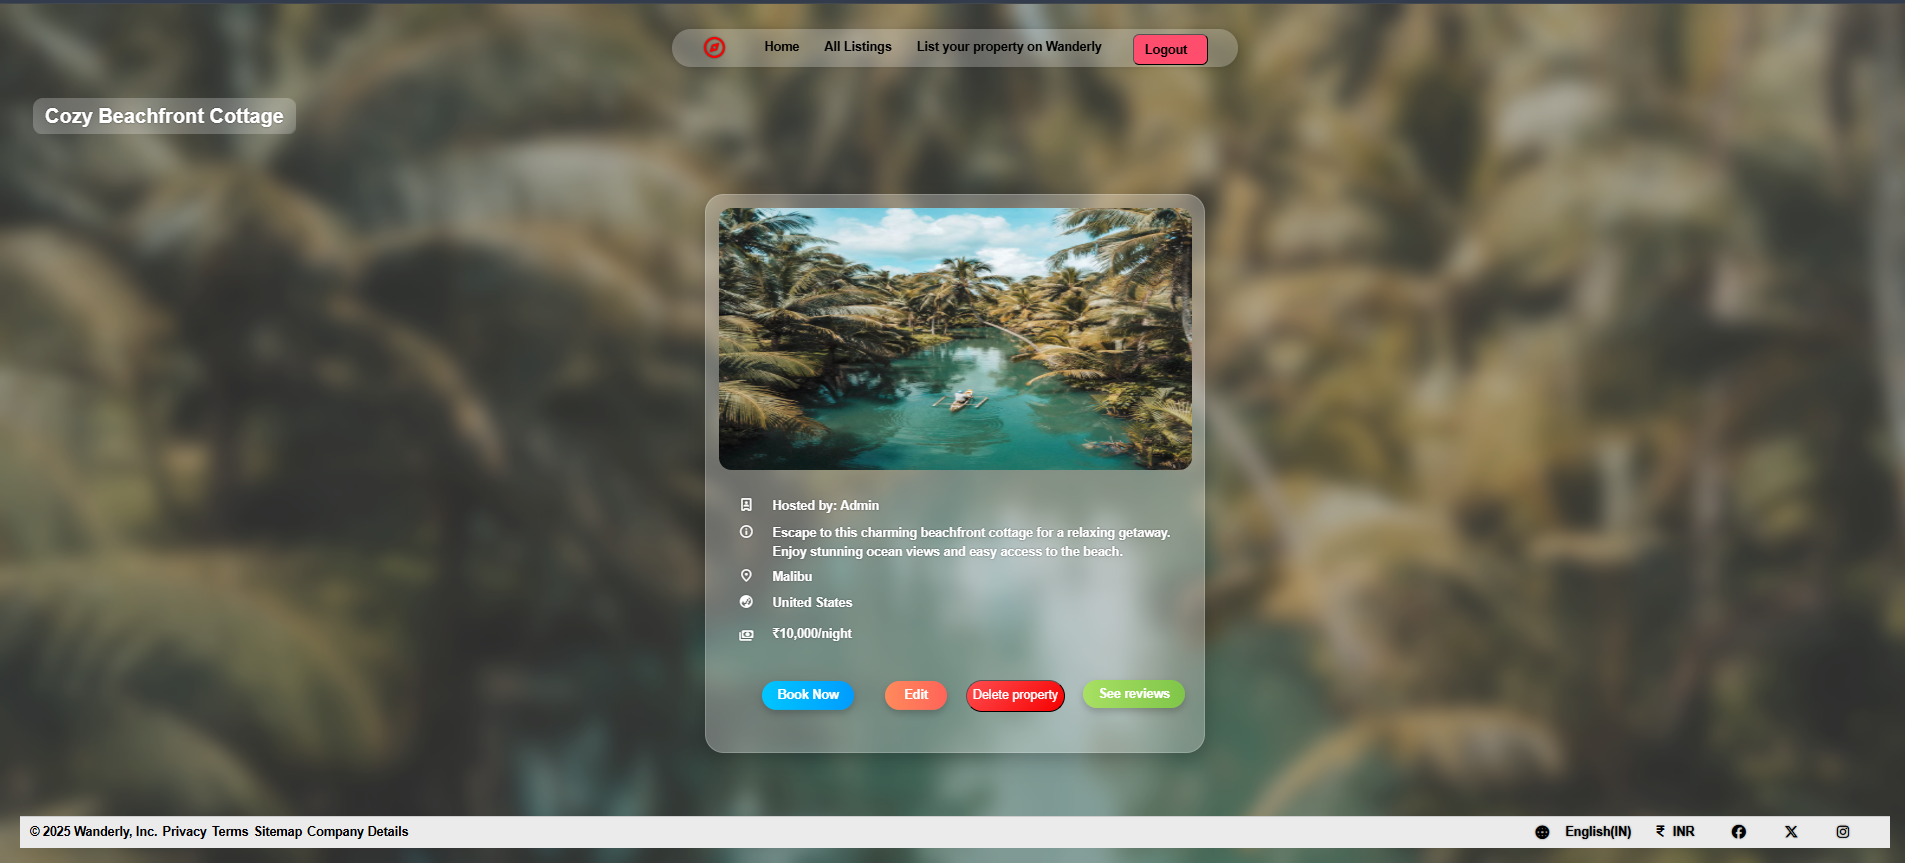 Home All Listings List your property on Wanderly Logout
Cozy Beachfront Cottage
Hosted by: Admin
Escape to this charming beachfront cottage for a relaxing getaway.
Enjoy stunning ocean views and easy access to the beach.
Malibu
United States
₹10,000/night
Book Now Edit Delete property See reviews
© 2025 Wanderly, Inc. Privacy Terms Sitemap Company Details English(IN) ₹ INR